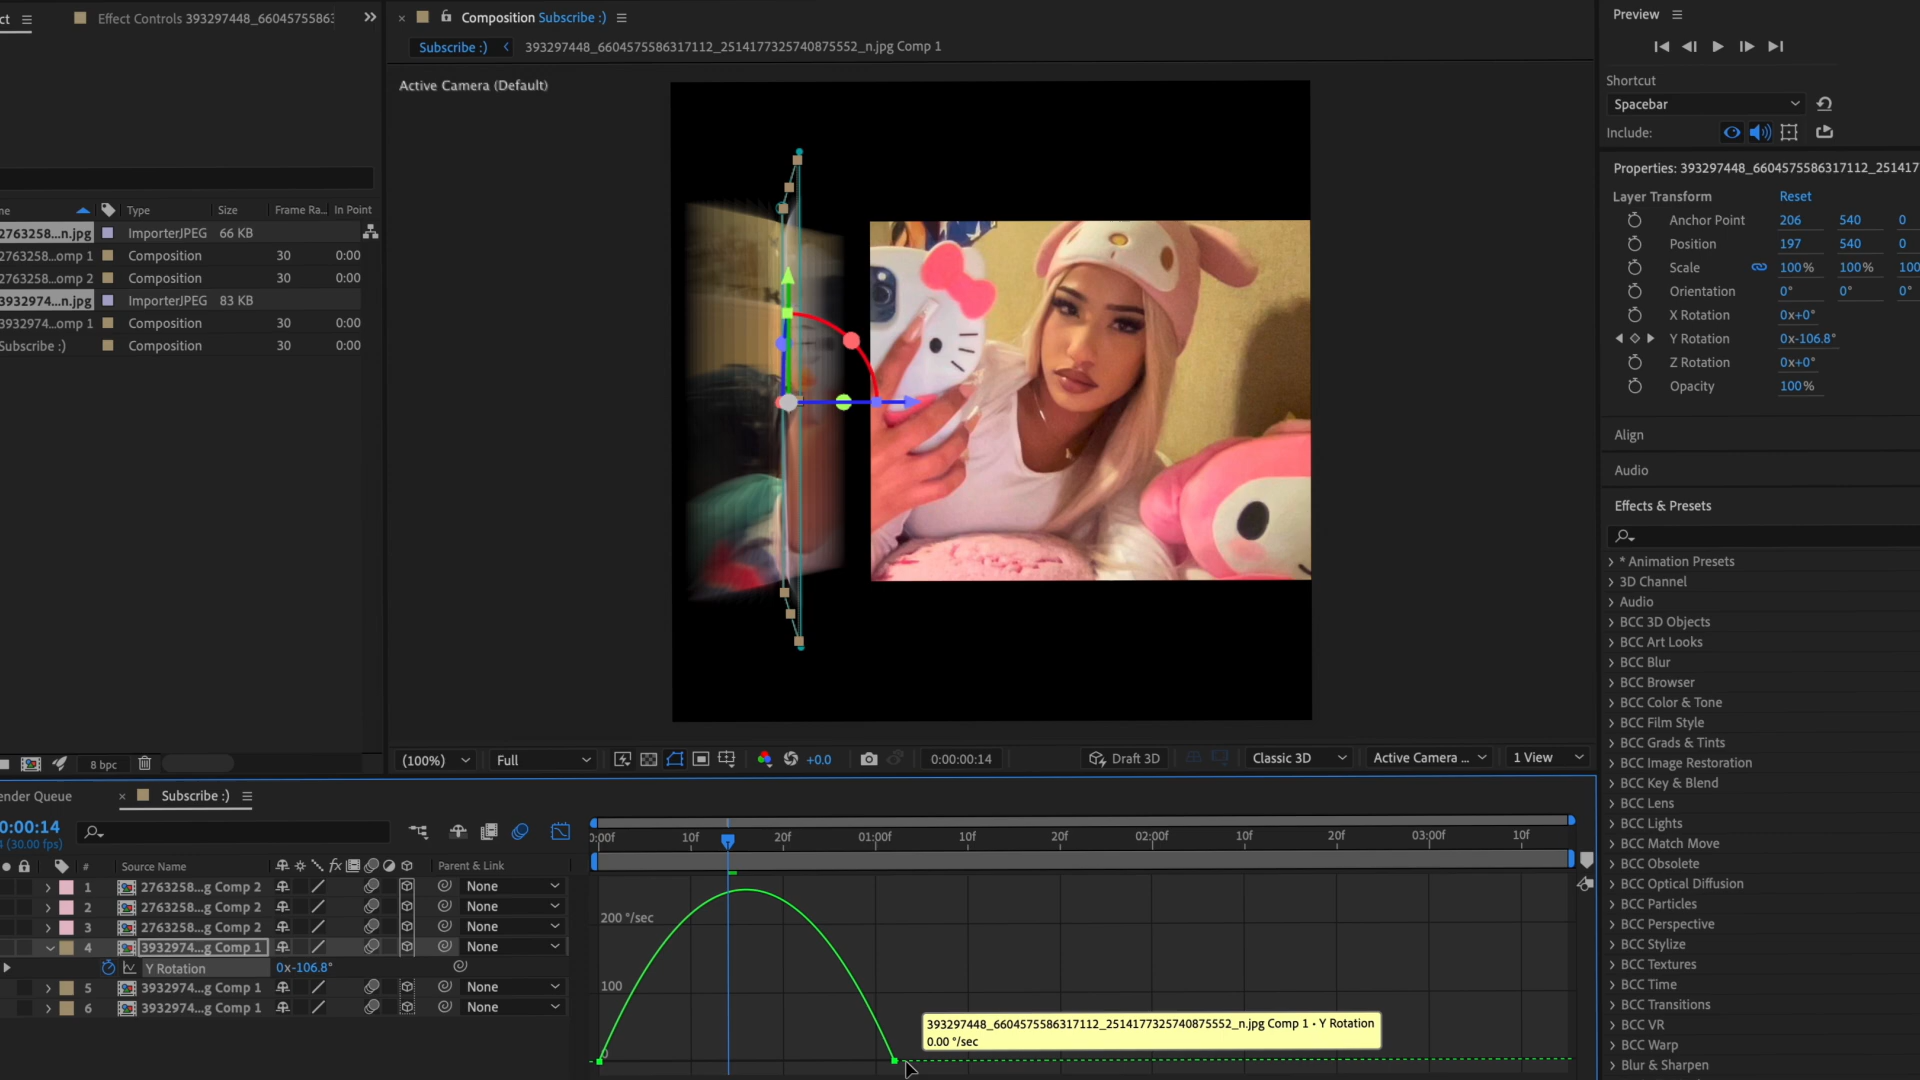 ct
Effect Controls 393297448_66045755863
Composition Subscribe :)
Subscribe :)
393297448_6604575586317112_2514177325740875552_n.jpg Comp 1
Active Camera (Default)
Preview
Shortcut
Spacebar
Include:
Properties: 393297448_6604575586317112_251417
Layer Transform
Reset
Anchor Point 206 540 0
Position 197 540 0
Scale 100% 100% 100
Orientation 0° 0° 0°
X Rotation 0x+0°
Y Rotation 0x-106.8°
Z Rotation 0x+0°
Opacity 100%
Align
Audio
Effects & Presets
* Animation Presets
3D Channel
Audio
BCC 3D Objects
BCC Art Looks
BCC Blur
BCC Browser
BCC Color & Tone
BCC Film Style
BCC Grads & Tints
BCC Image Restoration
BCC Key & Blend
BCC Lens
BCC Lights
BCC Match Move
BCC Obsolete
BCC Optical Diffusion
BCC Particles
BCC Perspective
BCC Stylize
BCC Textures
BCC Time
BCC Transitions
BCC VR
BCC Warp
Blur & Sharpen
ne Type Size Frame Ra... In Point
2763258...n.jpg ImporterJPEG 66 KB
2763258...omp 1 Composition 30 0:00
2763258...omp 2 Composition 30 0:00
3932974...n.jpg ImporterJPEG 83 KB
3932974...omp 1 Composition 30 0:00
Subscribe :) Composition 30 0:00
8 bpc
(100%) Full +0.0 0:00:00:14 Draft 3D Classic 3D Active Camera ... 1 View
ender Queue
Subscribe :)
0:00:14
4 (30.00 fps)
# Source Name fx Parent & Link
1 2763258...g Comp 2 None
2 2763258...g Comp 2 None
3 2763258...g Comp 2 None
4 3932974...g Comp 1 None
Y Rotation 0x-106.8°
5 3932974...g Comp 1 None
6 3932974...g Comp 1 None
0:00f 10f 20f 01:00f 10f 20f 02:00f 10f 20f 03:00f 10f
200 °/sec
100
0
393297448_6604575586317112_2514177325740875552_n.jpg Comp 1 • Y Rotation
0.00 °/sec